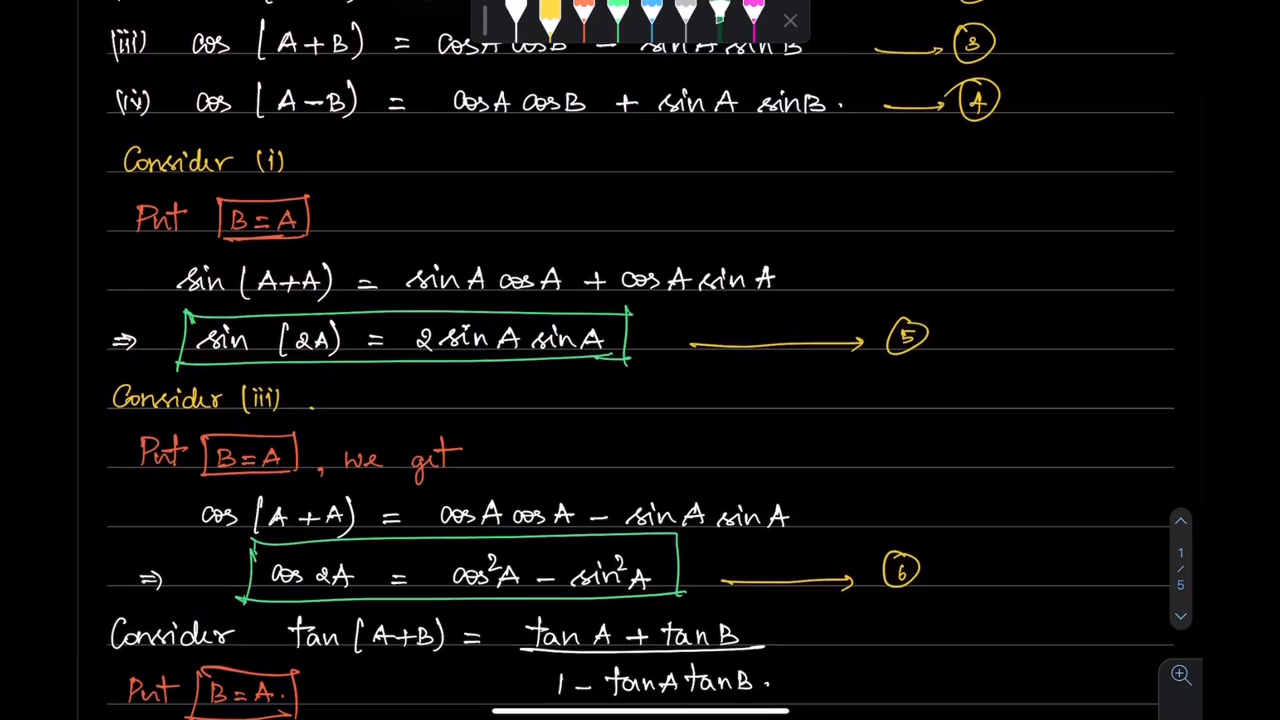 (iii) cos (A+B) = cosA cosB - sinA sinB → 3
(iv) cos (A-B) = cosA cosB + sinA sinB. → 4
Consider (i)
Put B = A
sin (A+A) = sinA cosA + cosA sinA
⇒ sin (2A) = 2 sinA sinA → 5
Consider (iii).
Put B = A, we get
cos (A+A) = cosA cosA - sinA sinA
⇒ cos 2A = cos²A - sin²A → 6
Consider tan (A+B) = tanA + tanB
1 - tanA tanB.
Put B = A.
1
/
5